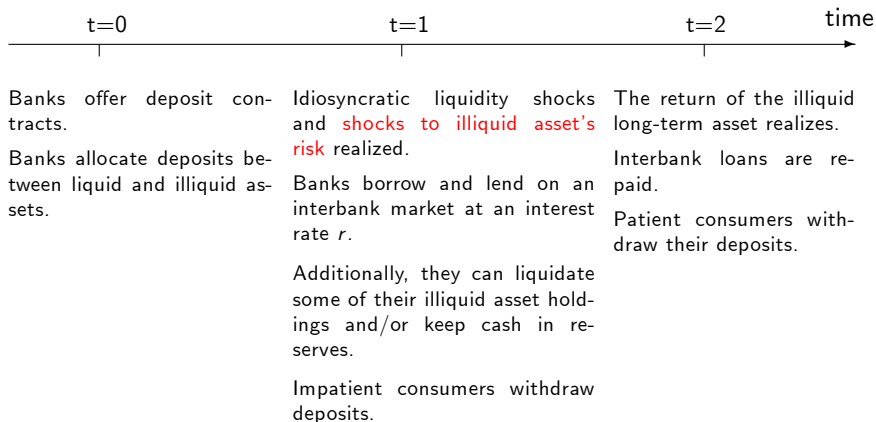 t=0
t=1
t=2
time
Banks offer deposit con-
tracts.
Banks allocate deposits be-
tween liquid and illiquid as-
sets.
Idiosyncratic liquidity shocks
and shocks to illiquid asset's
risk realized.
Banks borrow and lend on an
interbank market at an interest
rate r.
Additionally, they can liquidate
some of their illiquid asset hold-
ings and/or keep cash in re-
serves.
Impatient consumers withdraw
deposits.
The return of the illiquid
long-term asset realizes.
Interbank loans are re-
paid.
Patient consumers with-
draw their deposits.